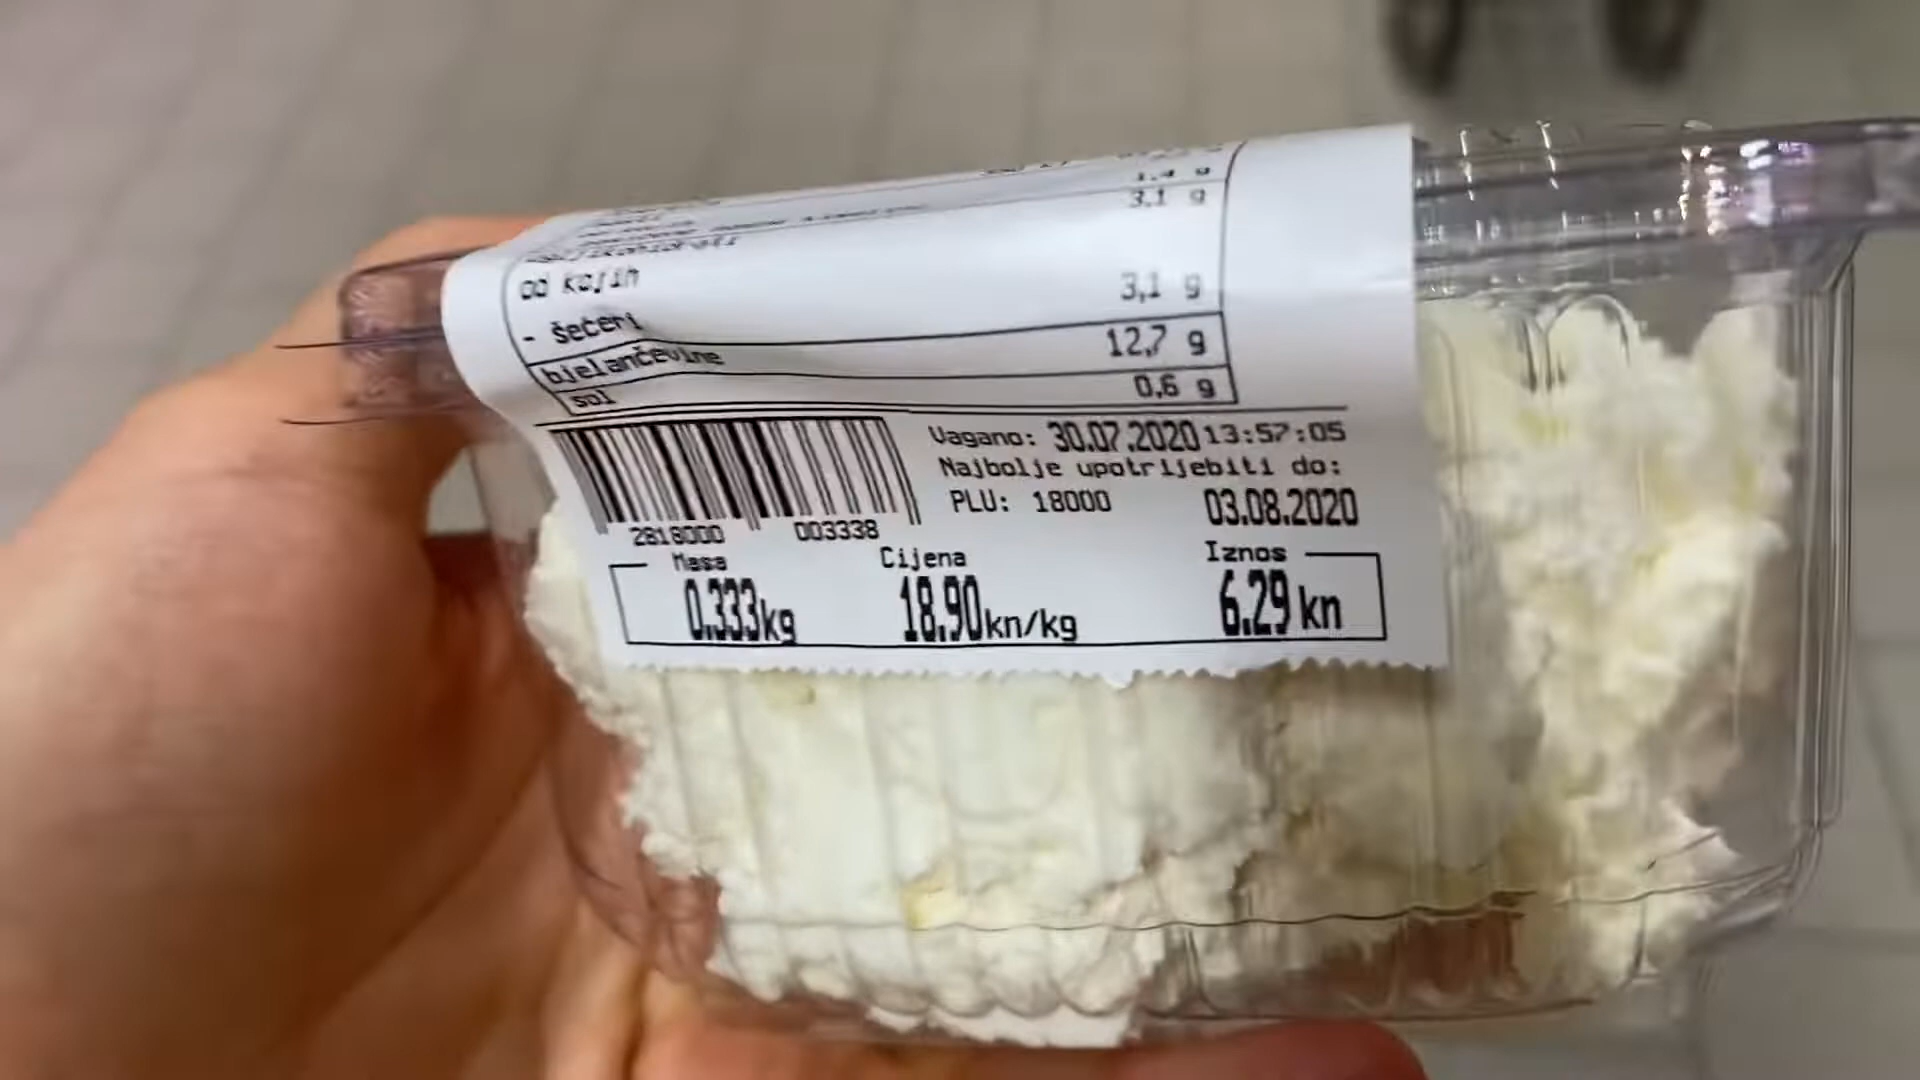 3,1 g
od kojih
- šećeri 3,1 g
bjelančevine 12,7 g
sol 0,6 g
Vagano: 30.07.2020 13:57:05
Najbolje upotrijebiti do:
PLU: 18000 03.08.2020
2818000 003338
Masa Cijena Iznos
0.333kg 18.90kn/kg 6.29 kn